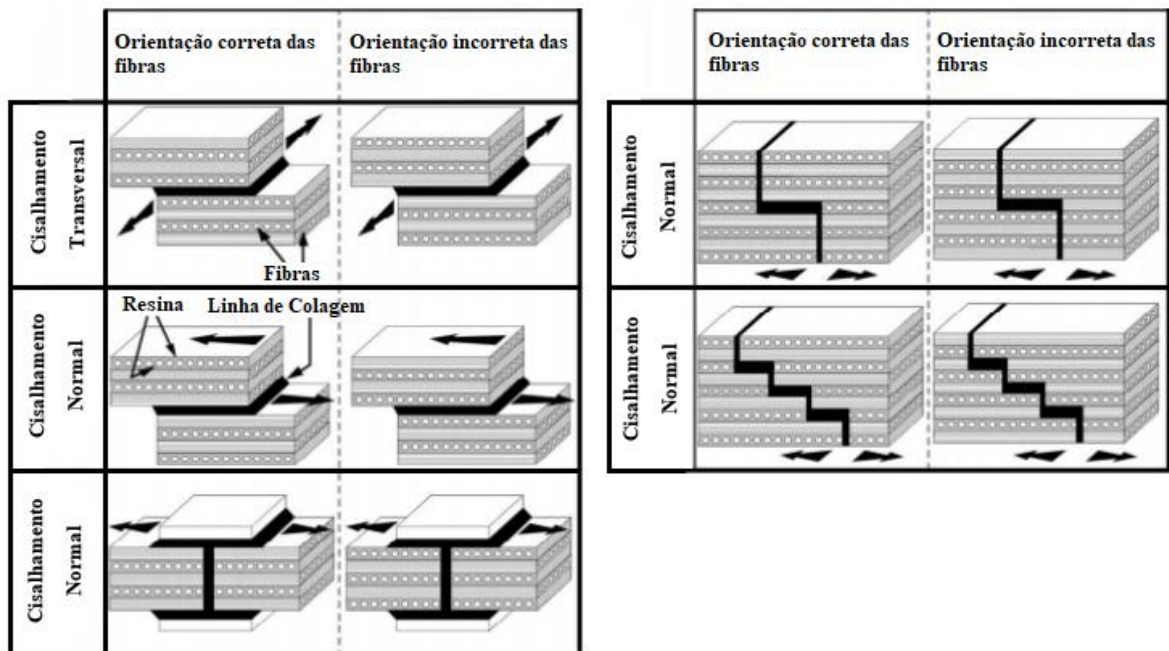 Orientação correta das
fibras
Orientação incorreta das
fibras
Cisalhamento
Transversal
Fibras
Cisalhamento
Normal
Resina
Linha de Colagem
Cisalhamento
Normal
Orientação correta das
fibras
Orientação incorreta das
fibras
Cisalhamento
Normal
Cisalhamento
Normal